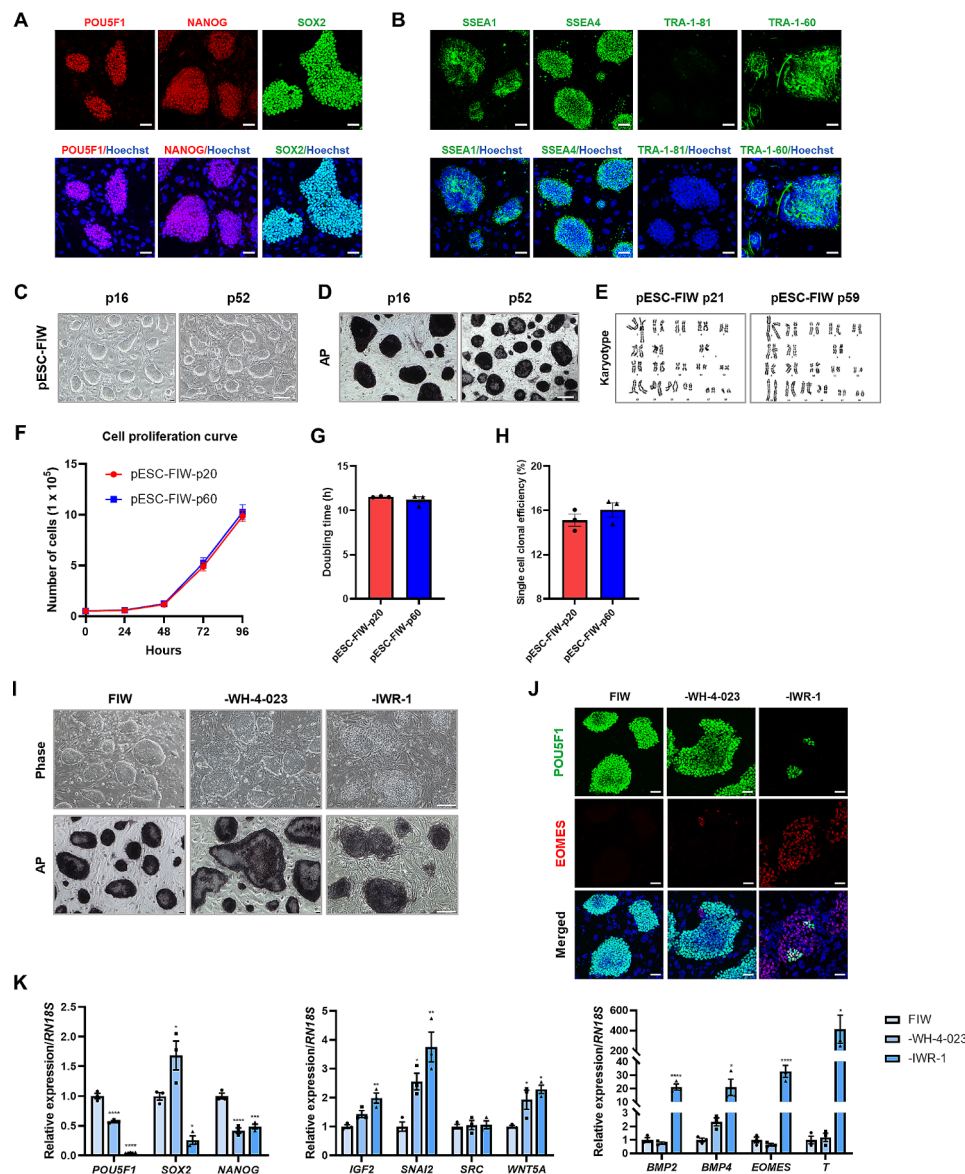 A
POU5F1 NANOG SOX2
POU5F1/Hoechst NANOG/Hoechst SOX2/Hoechst
B
SSEA1 SSEA4 TRA-1-81 TRA-1-60
SSEA1/Hoechst SSEA4/Hoechst TRA-1-81/Hoechst TRA-1-60/Hoechst
C
p16 p52
pESC-FIW
D
p16 p52
AP
E
pESC-FIW p21 pESC-FIW p59
Karyotype
F
Cell proliferation curve
Number of cells (1 x 10⁵)
15
10
5
0
pESC-FIW-p20
pESC-FIW-p60
0 24 48 72 96
Hours
G
Doubling time (h)
15
10
5
0
pESC-FIW-p20
pESC-FIW-p60
H
Single cell clonal efficiency (%)
20
16
12
8
pESC-FIW-p20
pESC-FIW-p60
I
FIW -WH-4-023 -IWR-1
Phase
AP
J
FIW -WH-4-023 -IWR-1
POU5F1
EOMES
Merged
K
Relative expression/RN18S
2.0
1.5
1.0
0.5
0.0
**** **** * * **** ***
POU5F1 SOX2 NANOG
Relative expression/RN18S
5
4
3
2
1
0
** * ** * *
IGF2 SNAI2 SRC WNT5A
Relative expression/RN18S
600
400
200
40
20
3
2
1
0
**** * **** *
BMP2 BMP4 EOMES T
FIW
-WH-4-023
-IWR-1